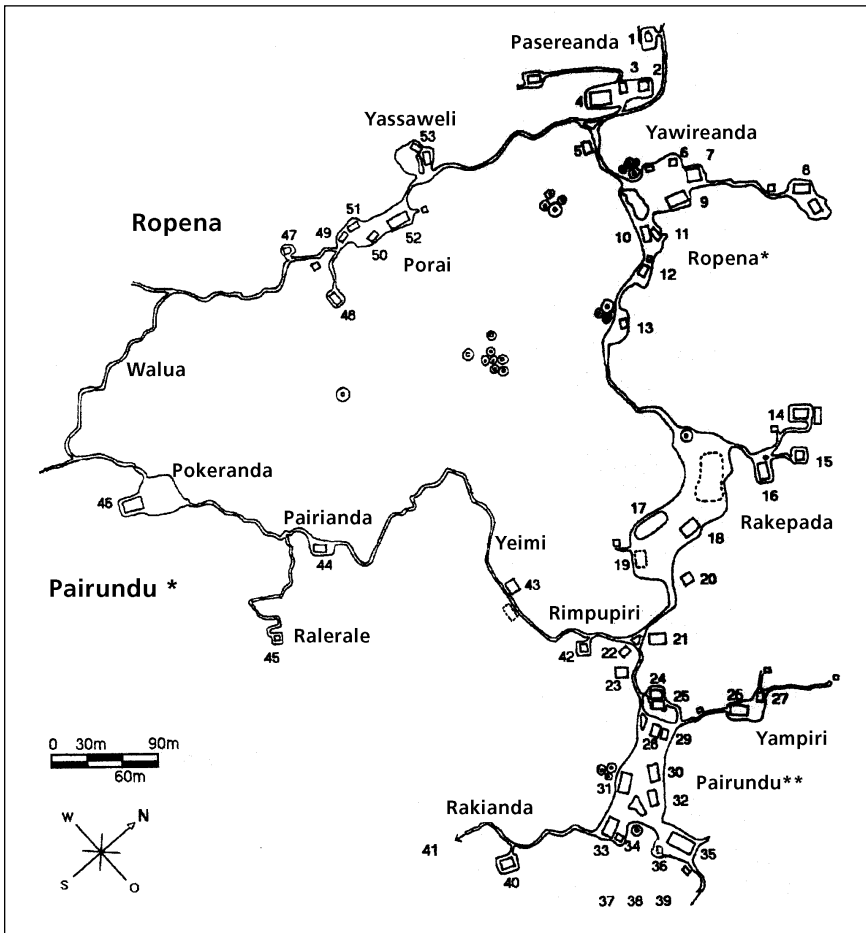 Pasereanda
1
3 2
4
Yassaweli
53
Yawireanda
5 6 7 8
Ropena
51
49
47
52
50
9
10 11
Ropena*
Porai
12
48
13
Walua
14
15
16
Pokeranda
46
17
18
Rakepada
Pairianda
44
Yeimi
19
43
20
Pairundu *
Rimpupiri
Ralerale
45
42 22 21
23
24
25 26 27
28 29
Yampiri
0 30m 90m
60m
30
31
Pairundu**
32
Rakianda
W N
S O
41
33 34
35
36
40
37 38 39